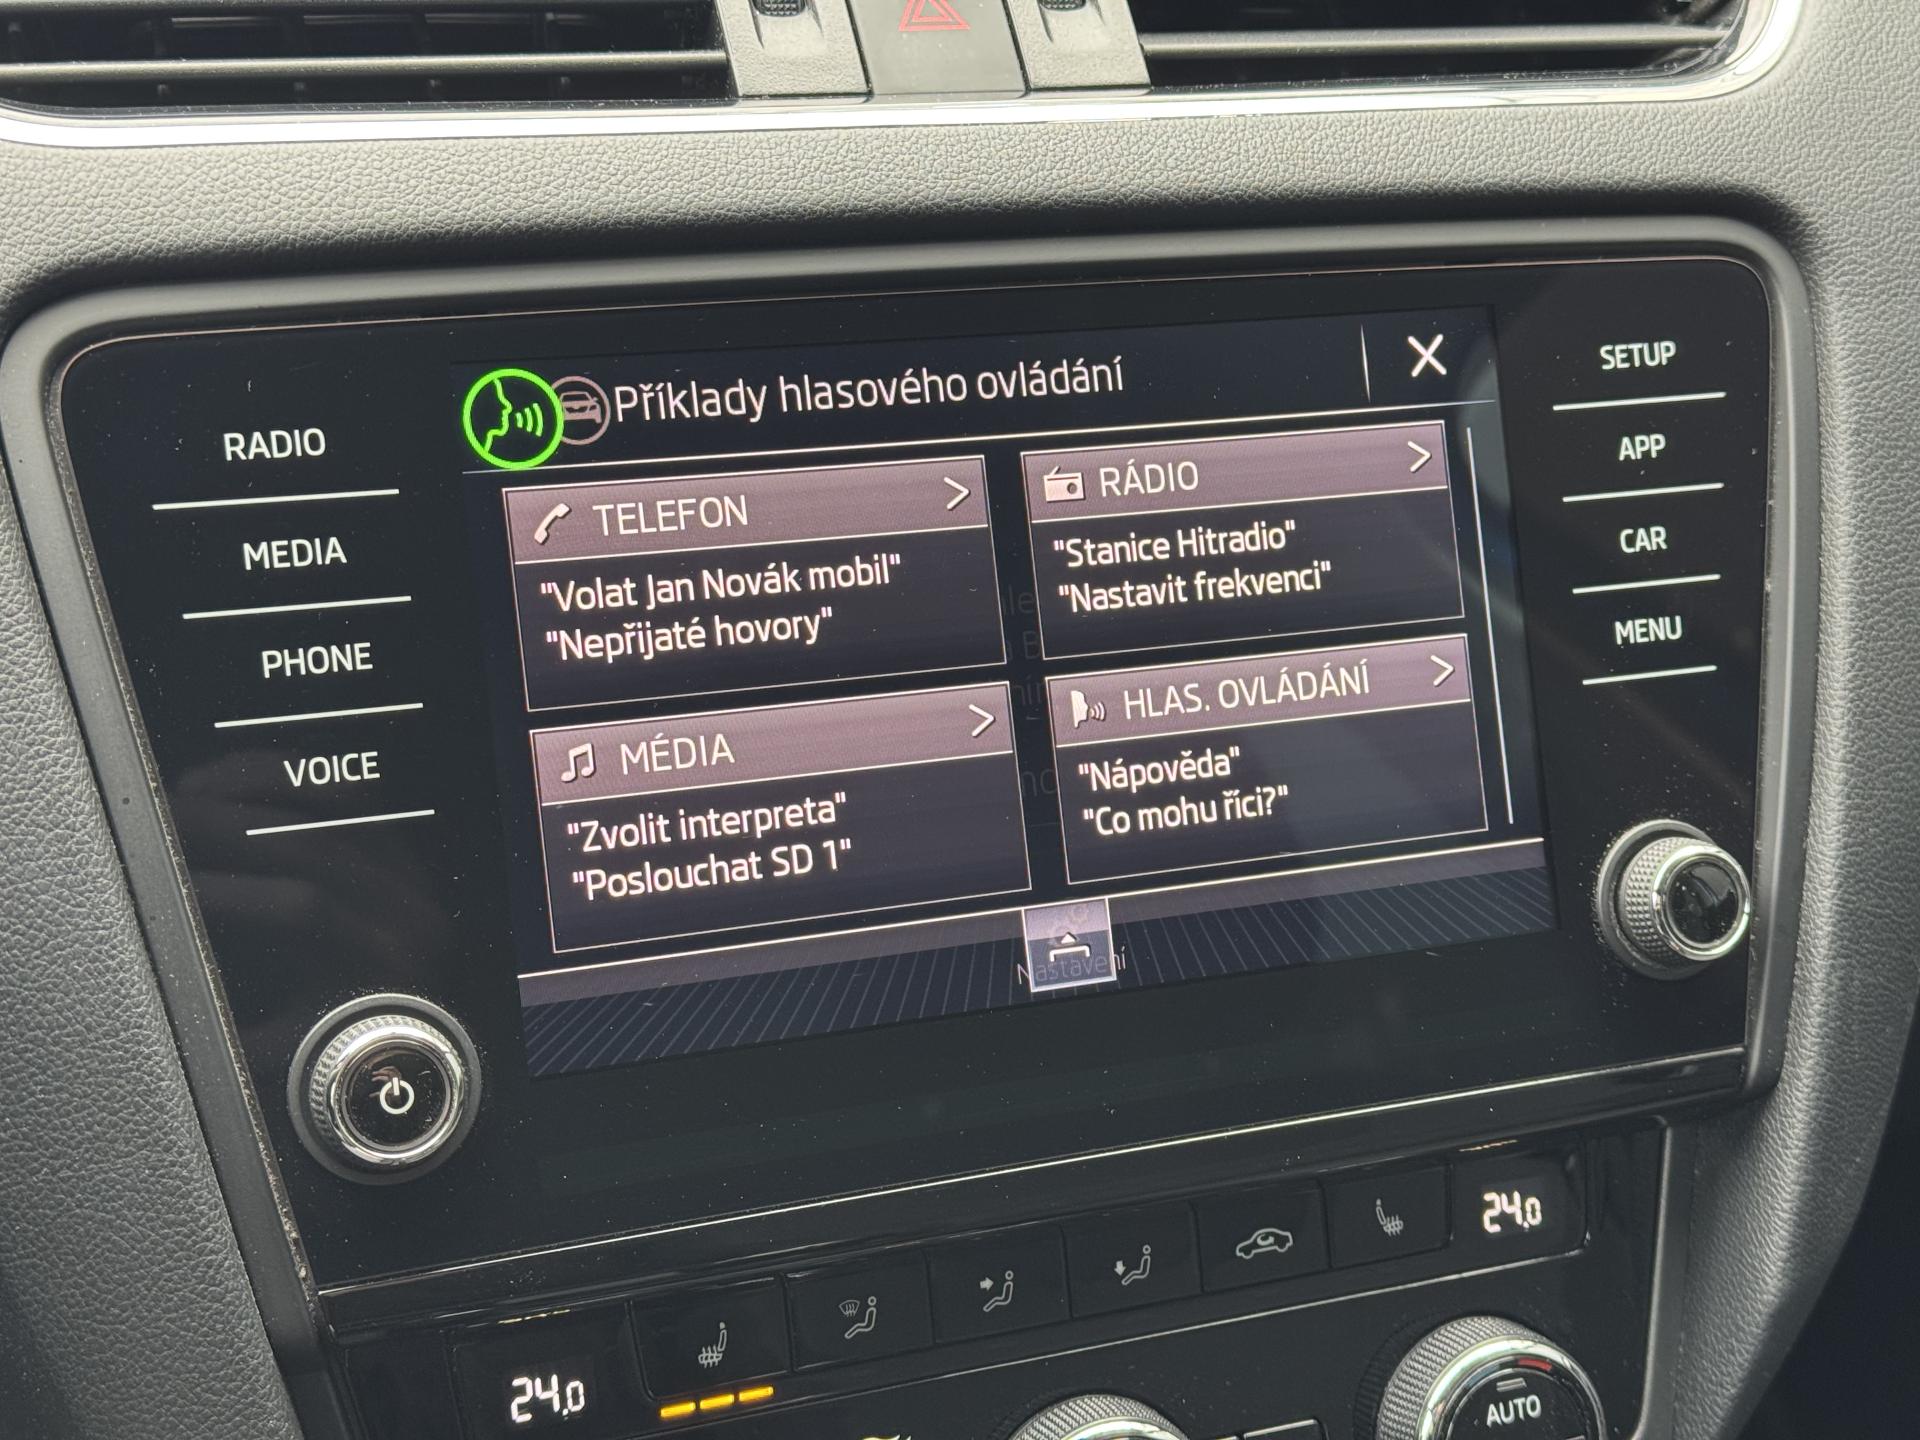 Příklady hlasového ovládání
SETUP
RADIO
APP
TELEFON
RÁDIO
"Volat Jan Novák mobil"
"Nepřijaté hovory"
"Stanice Hitradio"
"Nastavit frekvenci"
MEDIA
CAR
PHONE
MENU
MÉDIA
HLAS. OVLÁDÁNÍ
"Zvolit interpreta"
"Poslouchat SD 1"
"Nápověda"
"Co mohu říci?"
VOICE
Nastavení
24.0
24.0
AUTO